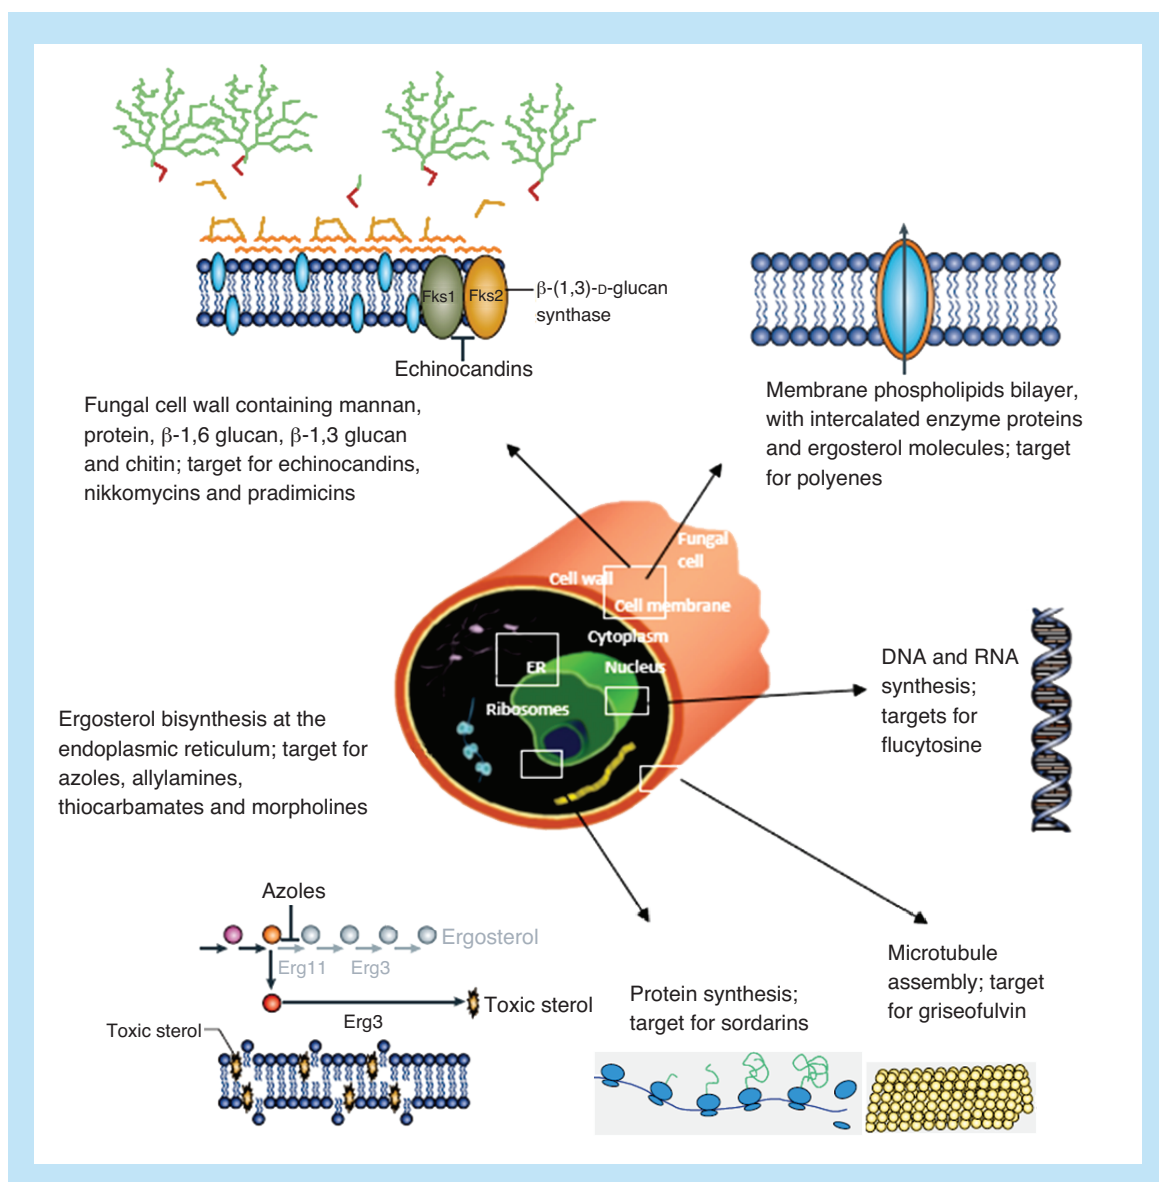 Fks1
Fks2
β-(1,3)-D-glucan
synthase
Echinocandins
Fungal cell wall containing mannan,
protein, β-1,6 glucan, β-1,3 glucan
and chitin; target for echinocandins,
nikkomycins and pradimicins
Membrane phospholipids bilayer,
with intercalated enzyme proteins
and ergosterol molecules; target
for polyenes
Fungal
cell
Cell wall
Cell membrane
Cytoplasm
ER
Nucleus
Ribosomes
DNA and RNA
synthesis;
targets for
flucytosine
Ergosterol bisynthesis at the
endoplasmic reticulum; target for
azoles, allylamines,
thiocarbamates and morpholines
Azoles
Ergosterol
Erg11
Erg3
Toxic sterol
Erg3
Toxic sterol
Protein synthesis;
target for sordarins
Microtubule
assembly; target
for griseofulvin